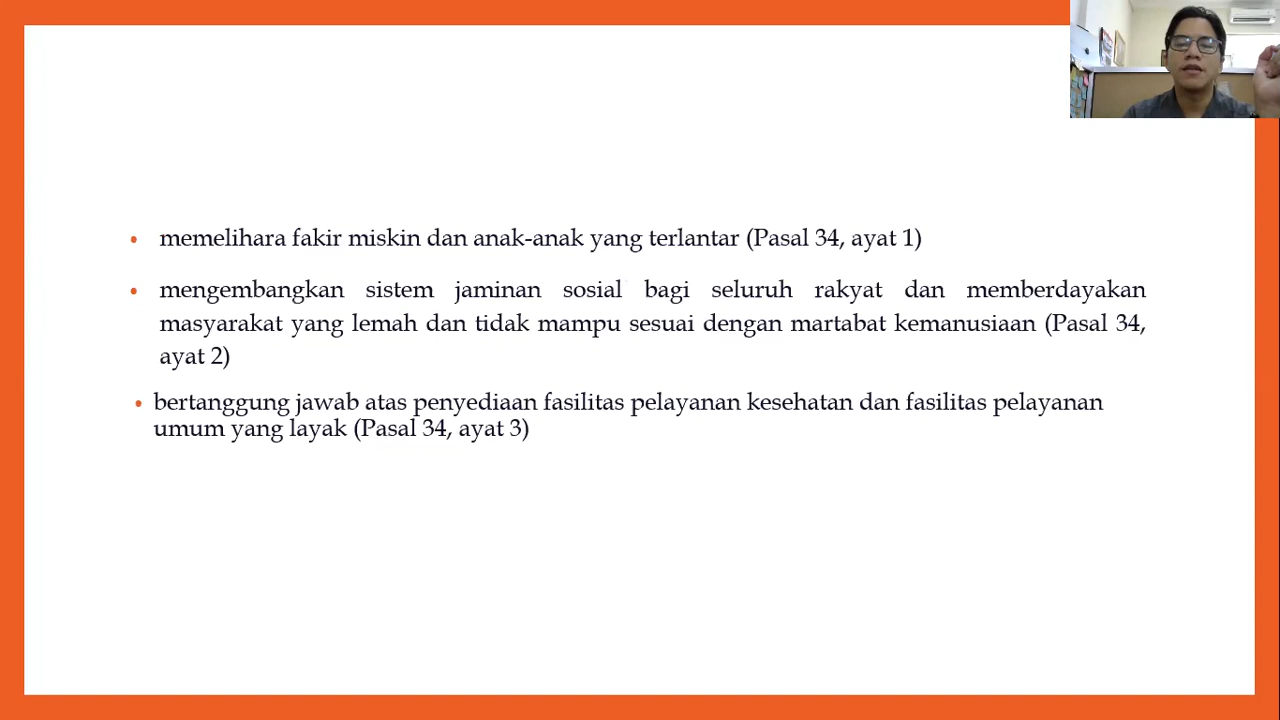 • memelihara fakir miskin dan anak-anak yang terlantar (Pasal 34, ayat 1)
• mengembangkan sistem jaminan sosial bagi seluruh rakyat dan memberdayakan
masyarakat yang lemah dan tidak mampu sesuai dengan martabat kemanusiaan (Pasal 34,
ayat 2)
• bertanggung jawab atas penyediaan fasilitas pelayanan kesehatan dan fasilitas pelayanan
umum yang layak (Pasal 34, ayat 3)